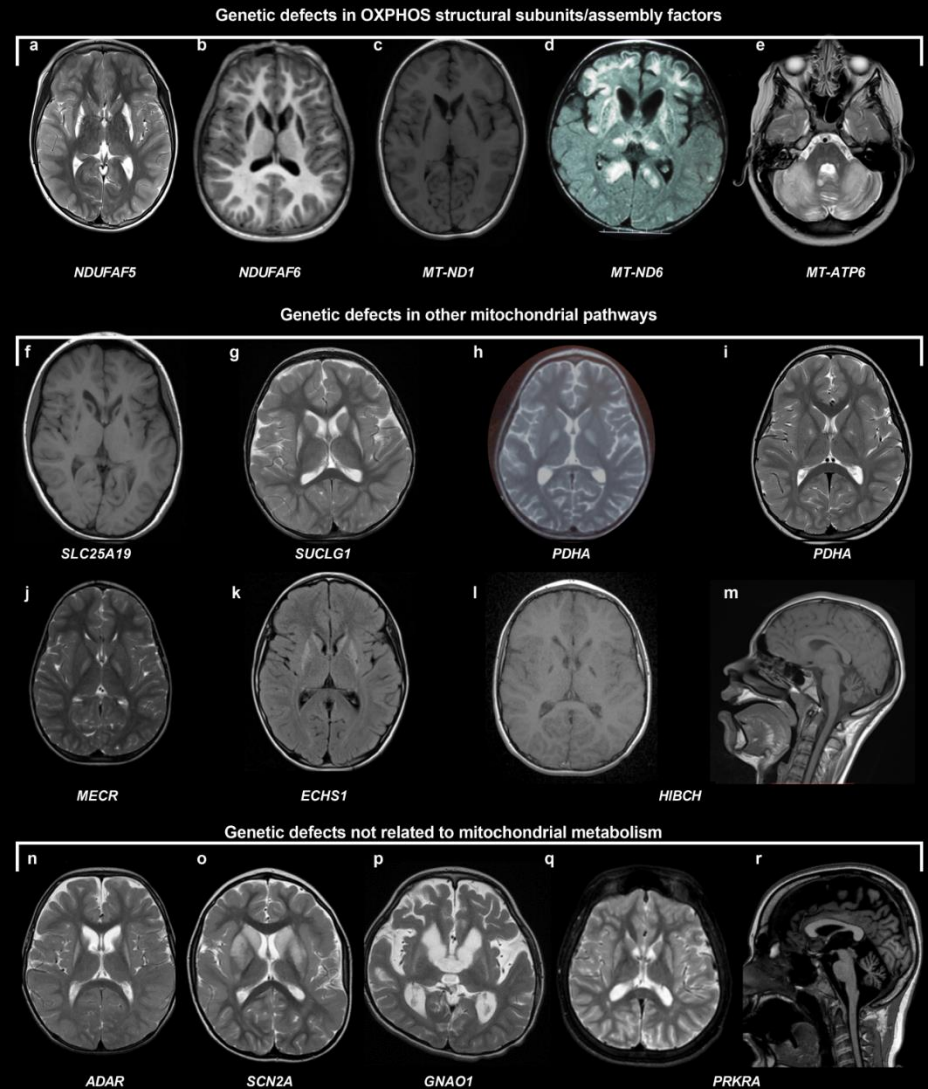 Genetic defects in OXPHOS structural subunits/assembly factors
a b c d e
NDUFAF5 NDUFAF6 MT-ND1 MT-ND6 MT-ATP6
Genetic defects in other mitochondrial pathways
f g h i
SLC25A19 SUCLG1 PDHA PDHA
j k l m
MECR ECHS1 HIBCH
Genetic defects not related to mitochondrial metabolism
n o p q r
ADAR SCN2A GNAO1 PRKRA